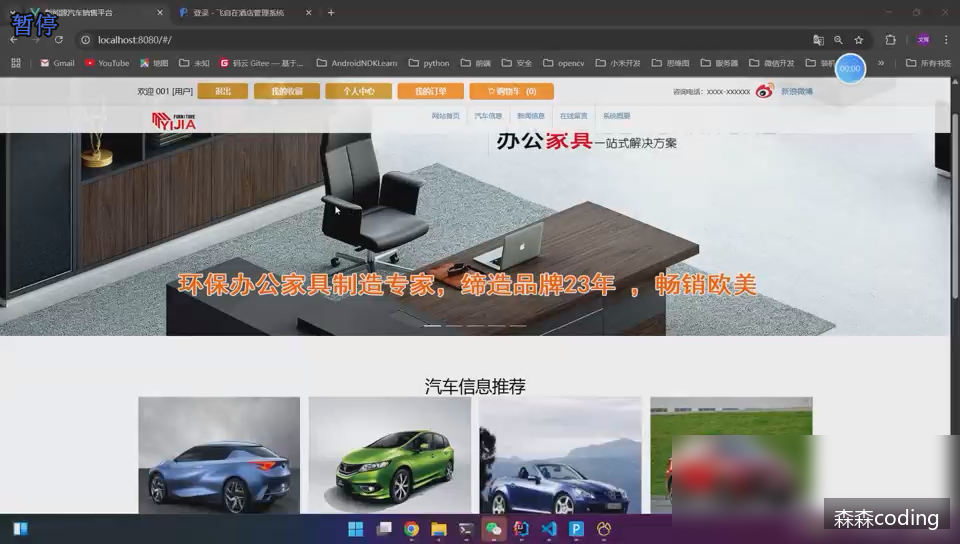 暂停
新能源汽车销售平台
登录 - 飞自在酒店管理系统
localhost:8080/#/
文辉
Gmail
YouTube
地图
未知
码云 Gitee — 基于...
AndroidNDKLearn
python
前端
安全
opencv
小米开发
思维图
服务器
微信开发
所有书签
00:00
欢迎 001 [用户]
退出
我的收藏
个人中心
我的订单
购物车 (0)
咨询电话：XXXX-XXXXXX
新浪微博
YIJIA
FURNITURE
网站首页
汽车信息
新闻信息
在线留言
系统概要
办公家具—站式解决方案
环保办公家具制造专家，缔造品牌23年 ，畅销欧美
汽车信息推荐
森森coding